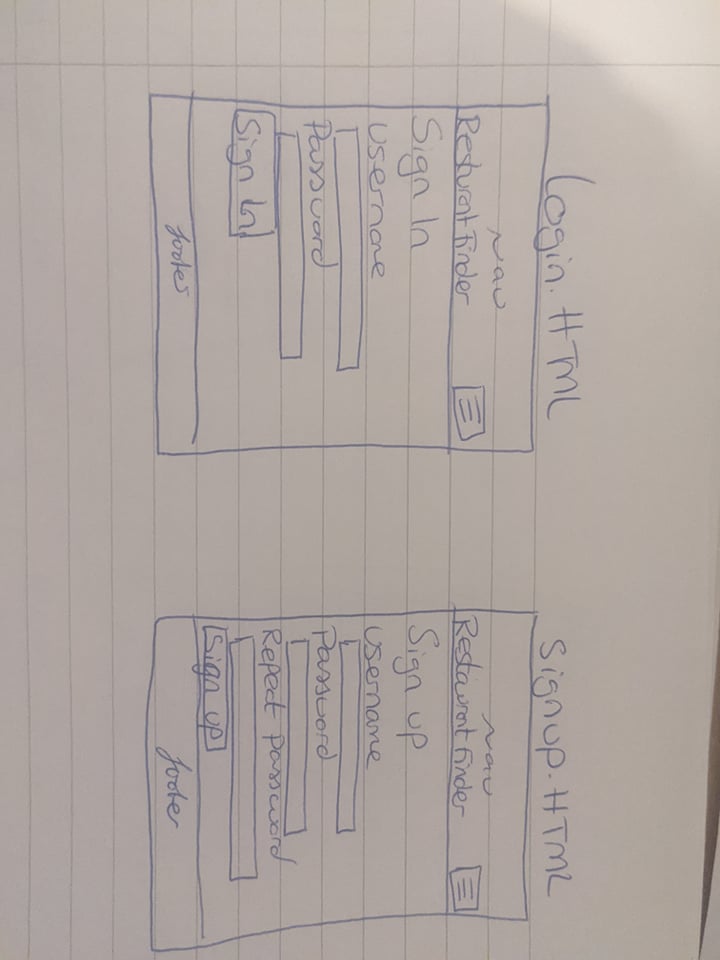 Login.HTML
Nav
Resturant Finder
Sign In
Username
Password
Sign In
footer
Signup.HTML
Nav
Restaurant Finder
Sign up
Username
Password
Repeat password
Sign up
footer